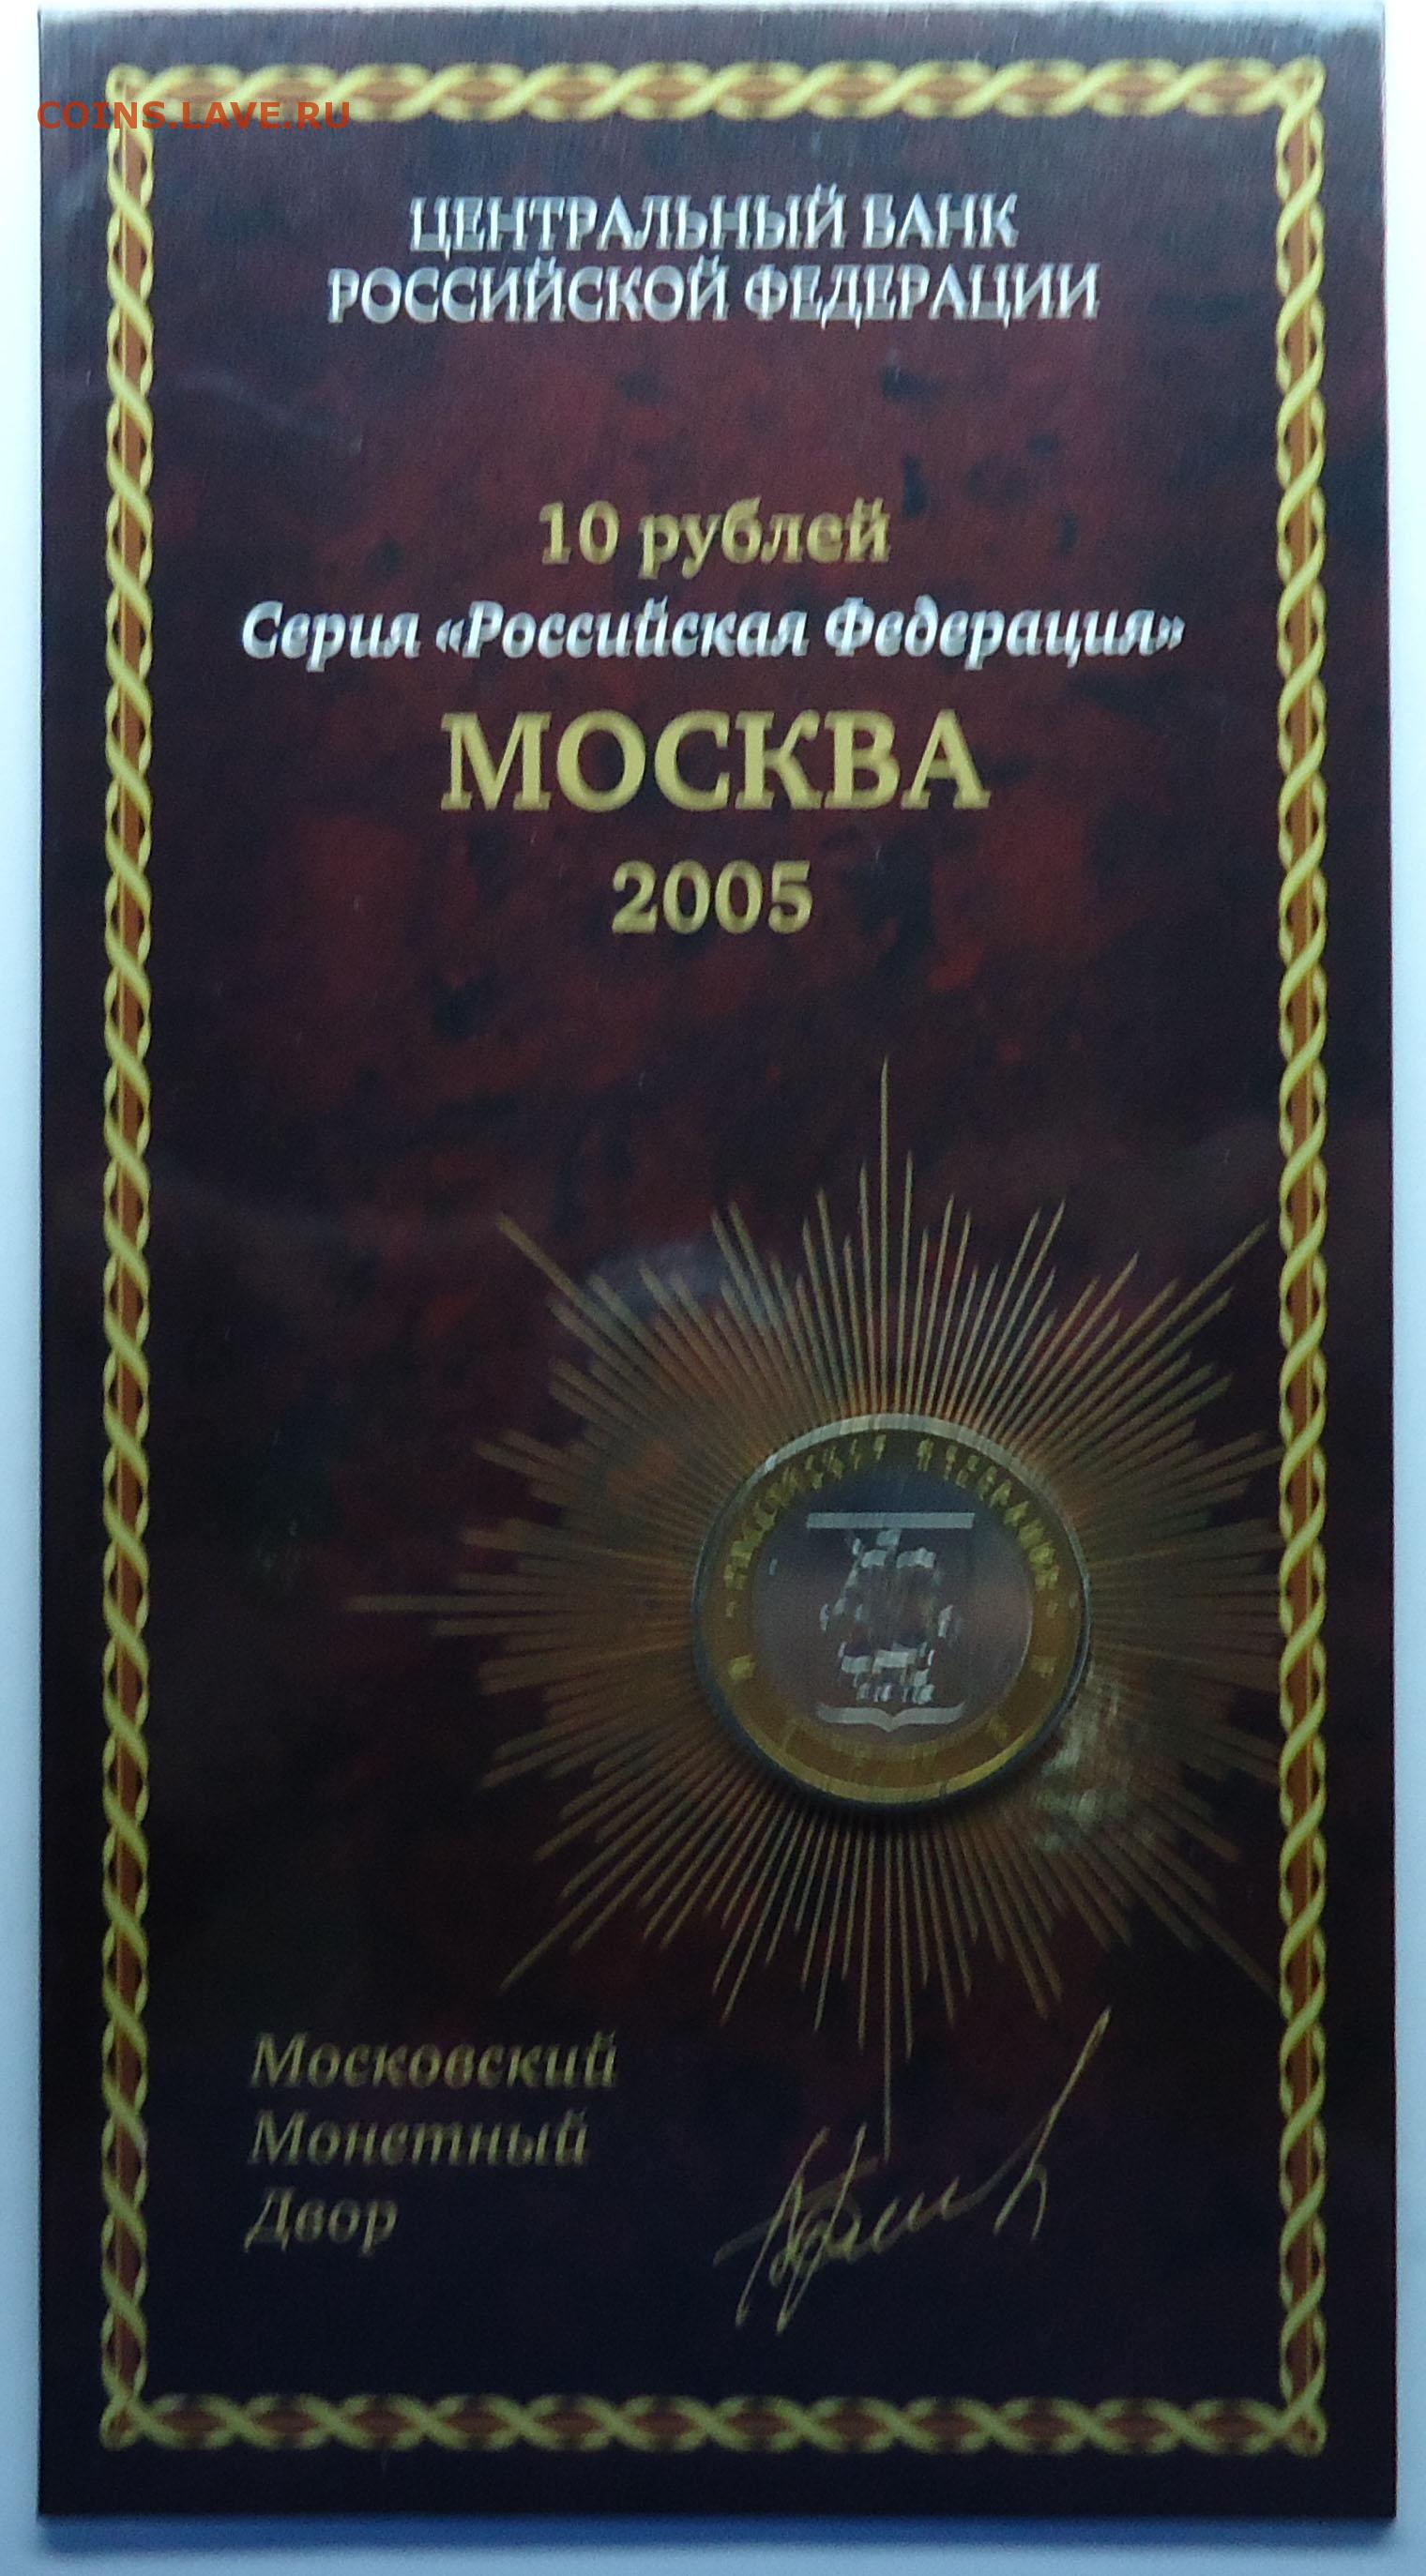 COINS.LAVE.RU
ЦЕНТРАЛЬНЫЙ БАНК
РОССИЙСКОЙ ФЕДЕРАЦИИ
10 рублей
Серия «Российская Федерация»
МОСКВА
2005
Московский
Монетный
Двор